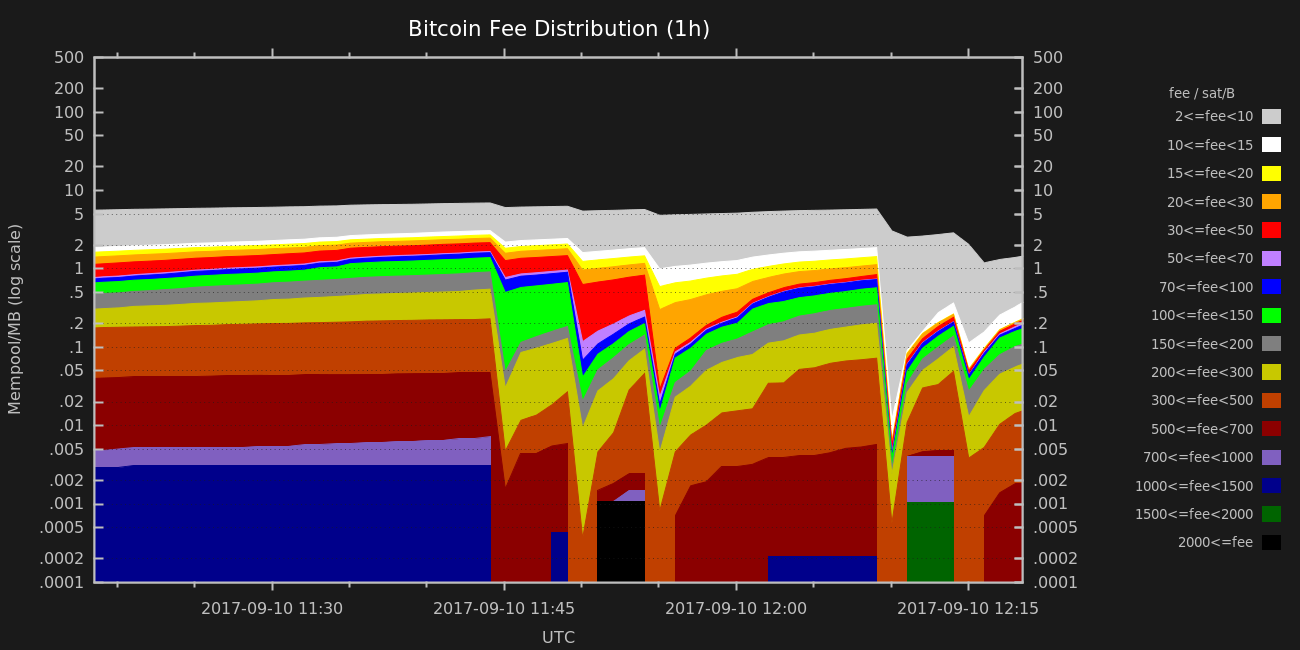 Bitcoin Fee Distribution (1h)
Mempool/MB (log scale)
500
200
100
50
20
10
5
2
1
.5
.2
.1
.05
.02
.01
.005
.002
.001
.0005
.0002
.0001
500
200
100
50
20
10
5
2
1
.5
.2
.1
.05
.02
.01
.005
.002
.001
.0005
.0002
.0001
2017-09-10 11:30
2017-09-10 11:45
2017-09-10 12:00
2017-09-10 12:15
UTC
fee / sat/B
2<=fee<10
10<=fee<15
15<=fee<20
20<=fee<30
30<=fee<50
50<=fee<70
70<=fee<100
100<=fee<150
150<=fee<200
200<=fee<300
300<=fee<500
500<=fee<700
700<=fee<1000
1000<=fee<1500
1500<=fee<2000
2000<=fee